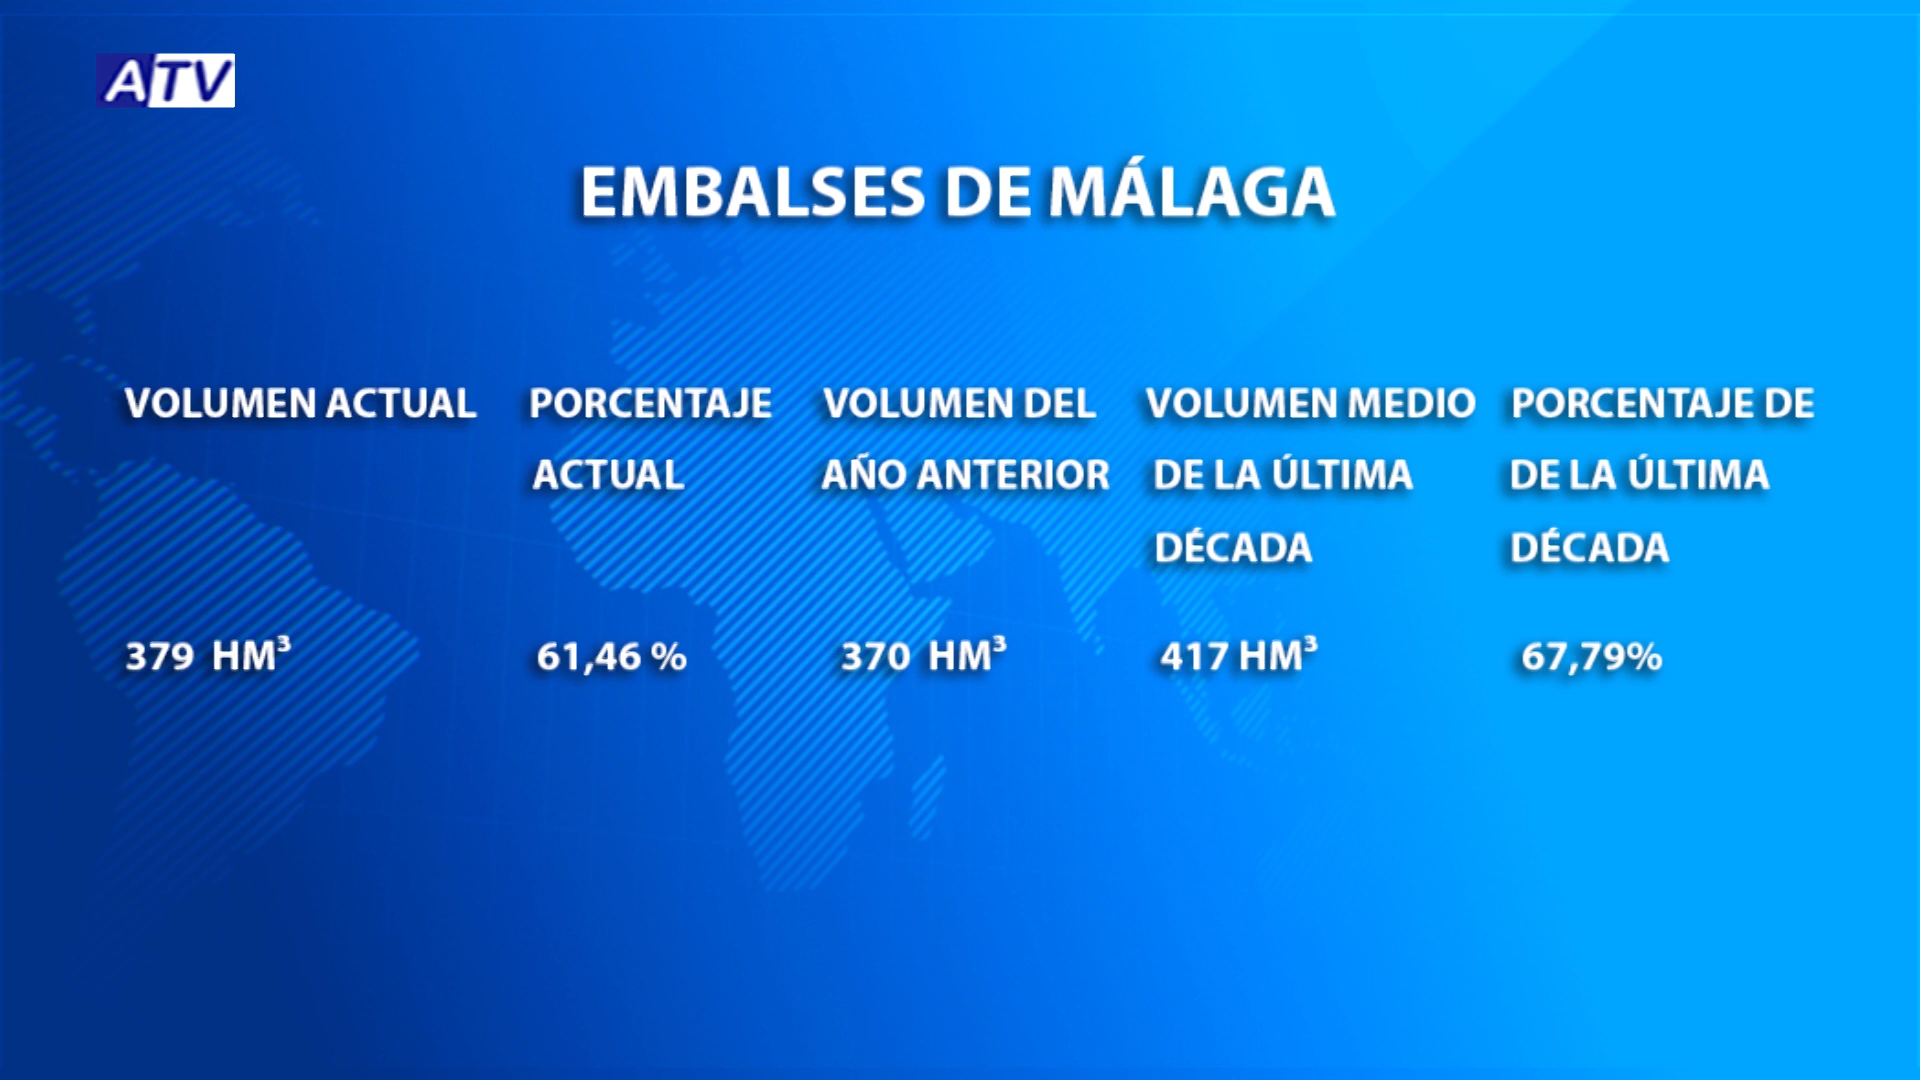 ATV
EMBALSES DE MÁLAGA
VOLUMEN ACTUAL
PORCENTAJE
ACTUAL
VOLUMEN DEL
AÑO ANTERIOR
VOLUMEN MEDIO
DE LA ÚLTIMA
DÉCADA
PORCENTAJE DE
DE LA ÚLTIMA
DÉCADA
379 HM³
61,46 %
370 HM³
417 HM³
67,79%